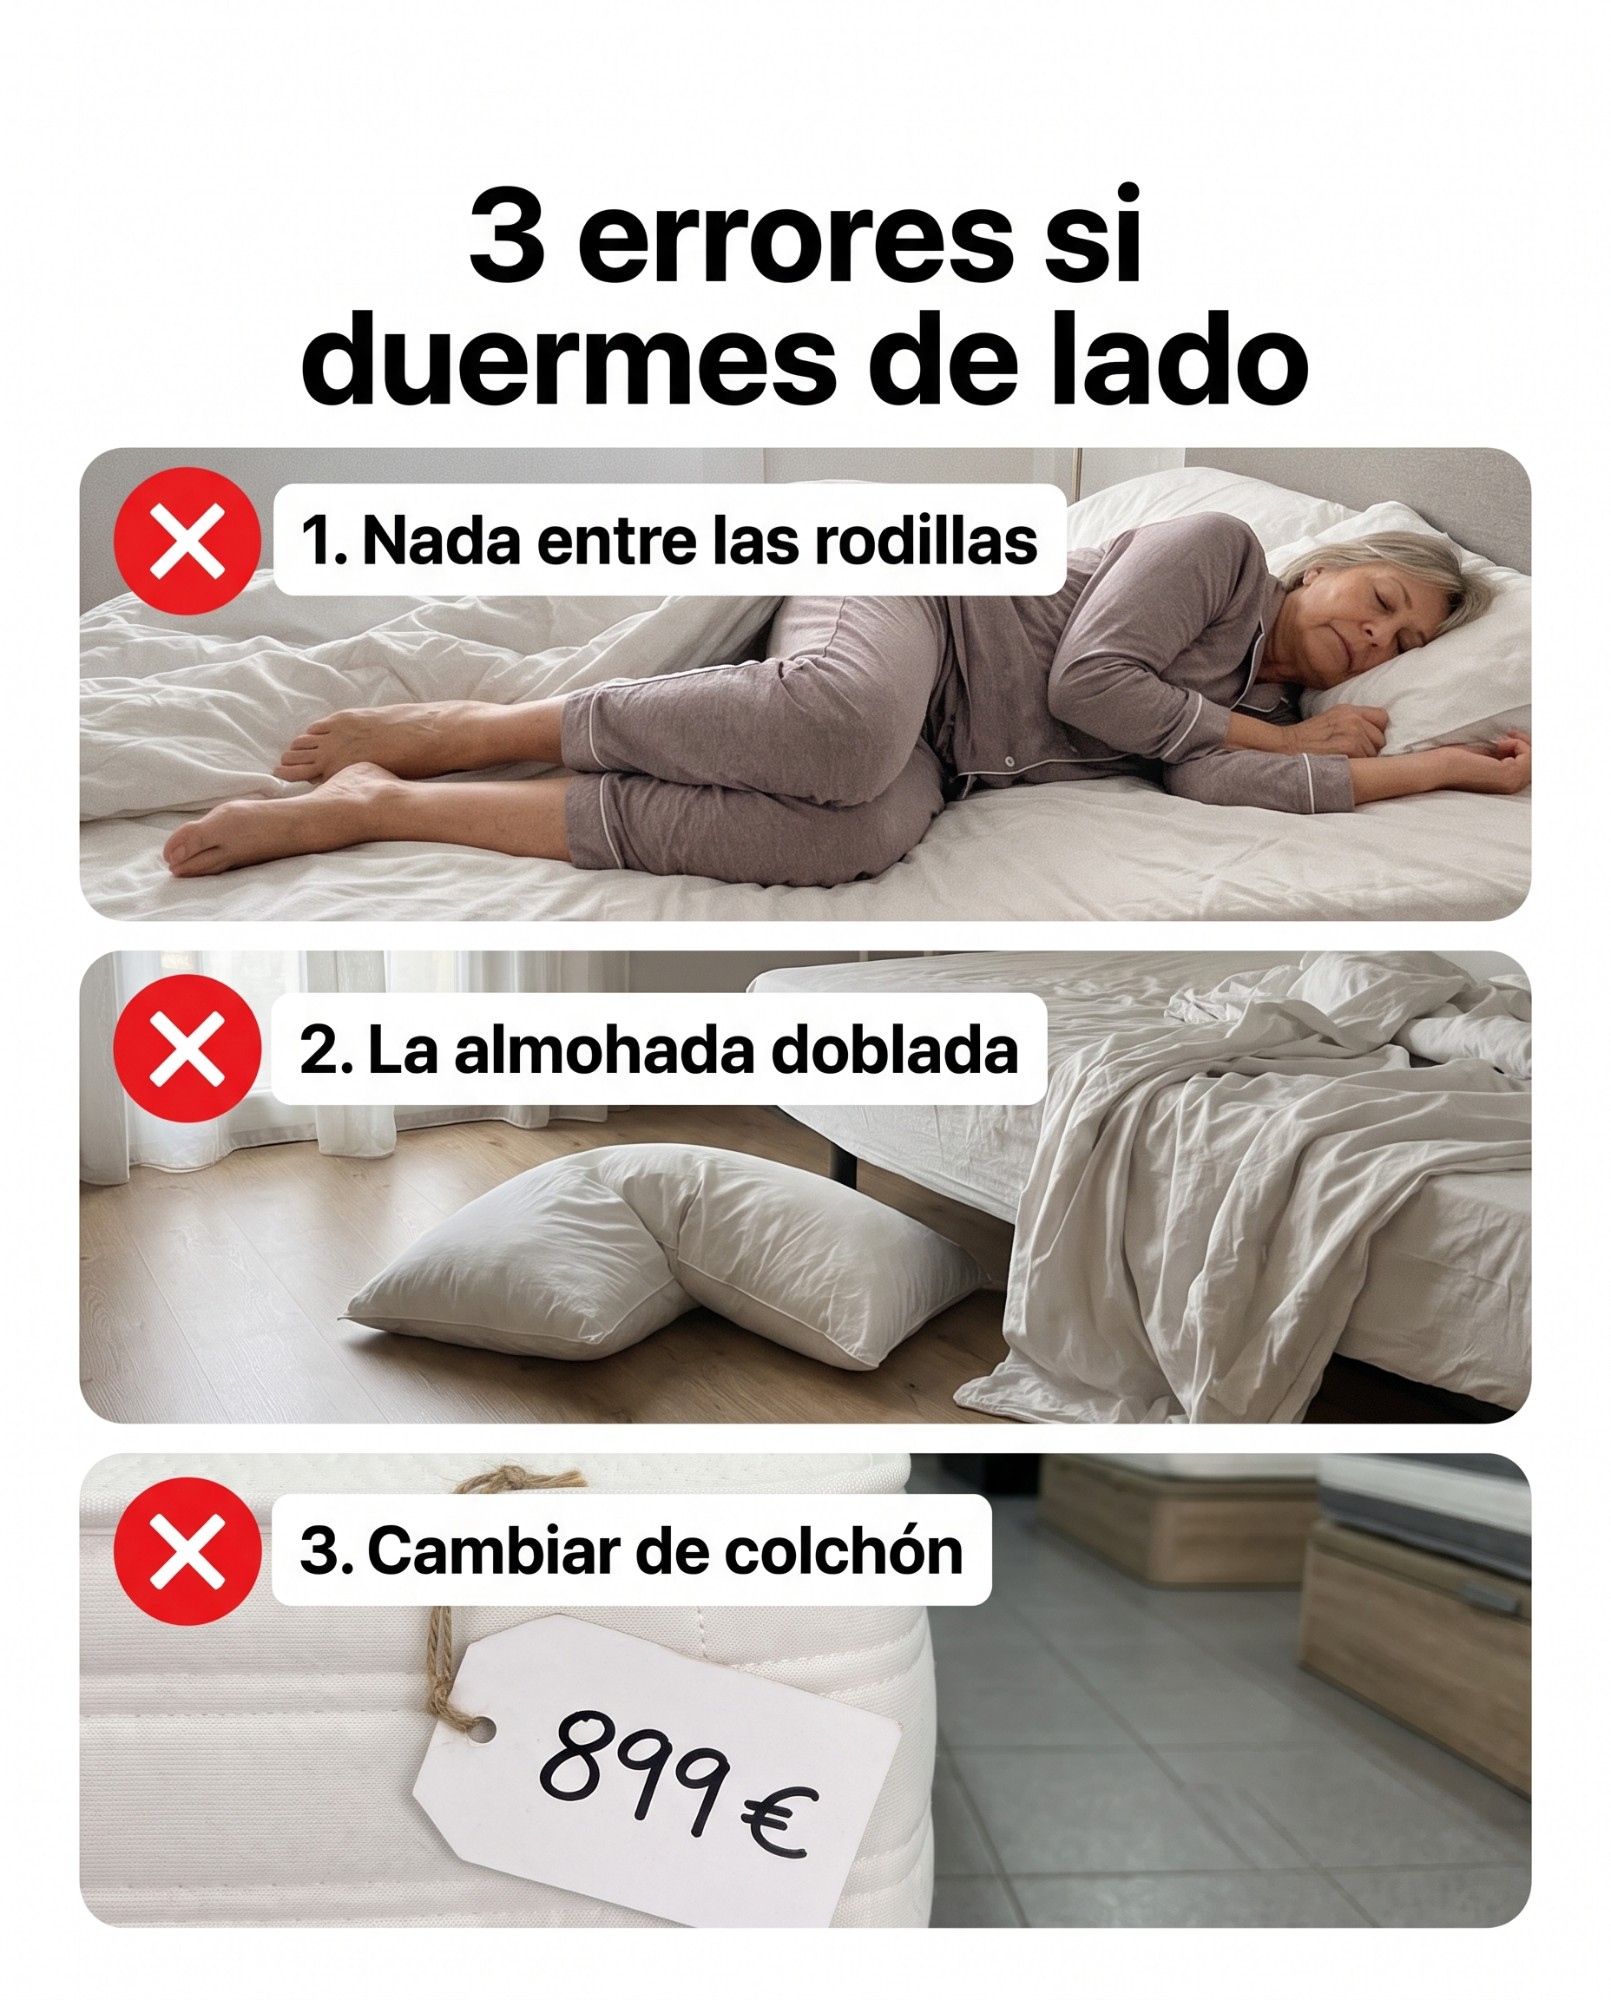 3 errores si
duermes de lado
1. Nada entre las rodillas
2. La almohada doblada
3. Cambiar de colchón
899€